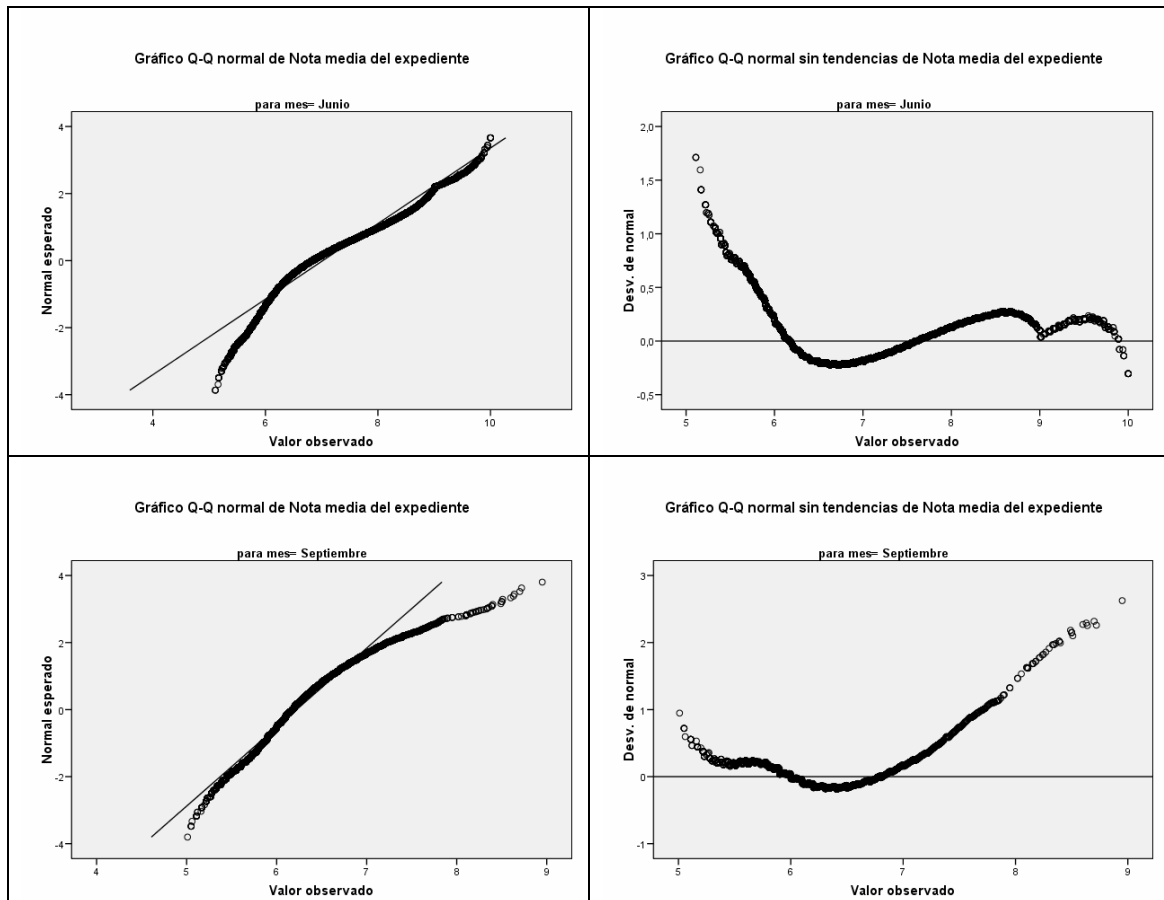 Gráfico Q-Q normal de Nota media del expediente
para mes= Junio
4
2
0
-2
-4
Normal esperado
4
6
8
10
Valor observado
Gráfico Q-Q normal sin tendencias de Nota media del expediente
para mes= Junio
2,0
1,5
1,0
0,5
0,0
-0,5
Desv. de normal
5
6
7
8
9
10
Valor observado
Gráfico Q-Q normal de Nota media del expediente
para mes= Septiembre
4
2
0
-2
-4
Normal esperado
4
5
6
7
8
9
Valor observado
Gráfico Q-Q normal sin tendencias de Nota media del expediente
para mes= Septiembre
3
2
1
0
-1
Desv. de normal
5
6
7
8
9
Valor observado